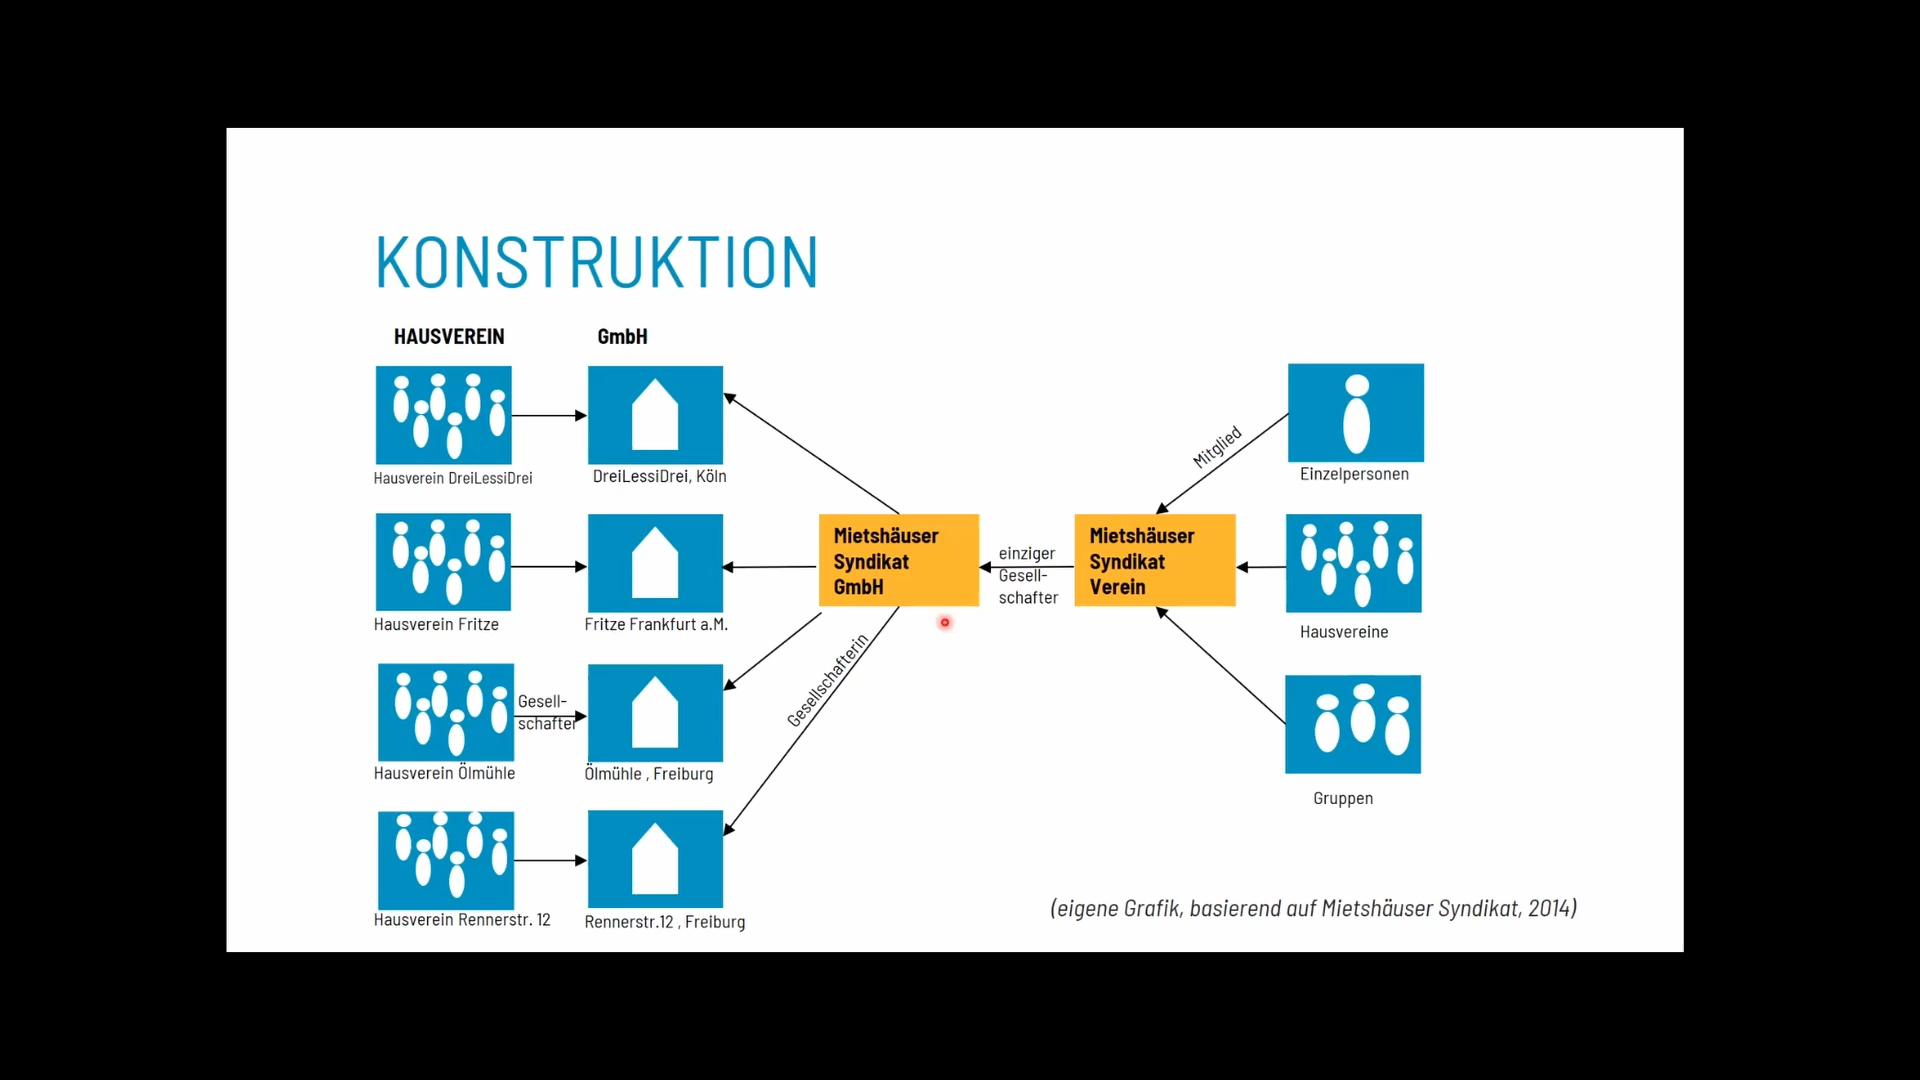 KONSTRUKTION
HAUSVEREIN
GmbH
Hausverein DreiLessiDrei
DreiLessiDrei, Köln
Hausverein Fritze
Fritze Frankfurt a.M.
Gesell-
schafter
Hausverein Ölmühle
Ölmühle , Freiburg
Hausverein Rennerstr. 12
Rennerstr.12 , Freiburg
Gesellschafterin
Mietshäuser
Syndikat
GmbH
einziger
Gesell-
schafter
Mietshäuser
Syndikat
Verein
Mitglied
Einzelpersonen
Hausvereine
Gruppen
(eigene Grafik, basierend auf Mietshäuser Syndikat, 2014)